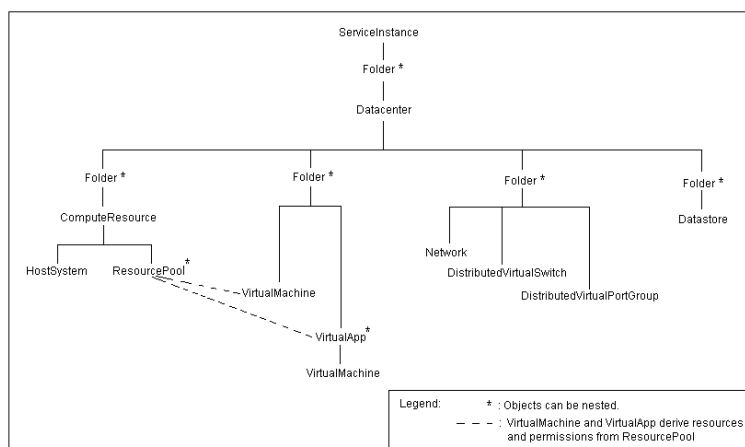 ServiceInstance
Folder *
Datacenter
Folder *
Folder *
Folder *
Folder *
ComputeResource
Datastore
HostSystem
ResourcePool *
Network
DistributedVirtualSwitch
VirtualMachine
DistributedVirtualPortGroup
VirtualApp *
VirtualMachine
Legend:
* : Objects can be nested.
— — — : VirtualMachine and VirtualApp derive resources
and permissions from ResourcePool